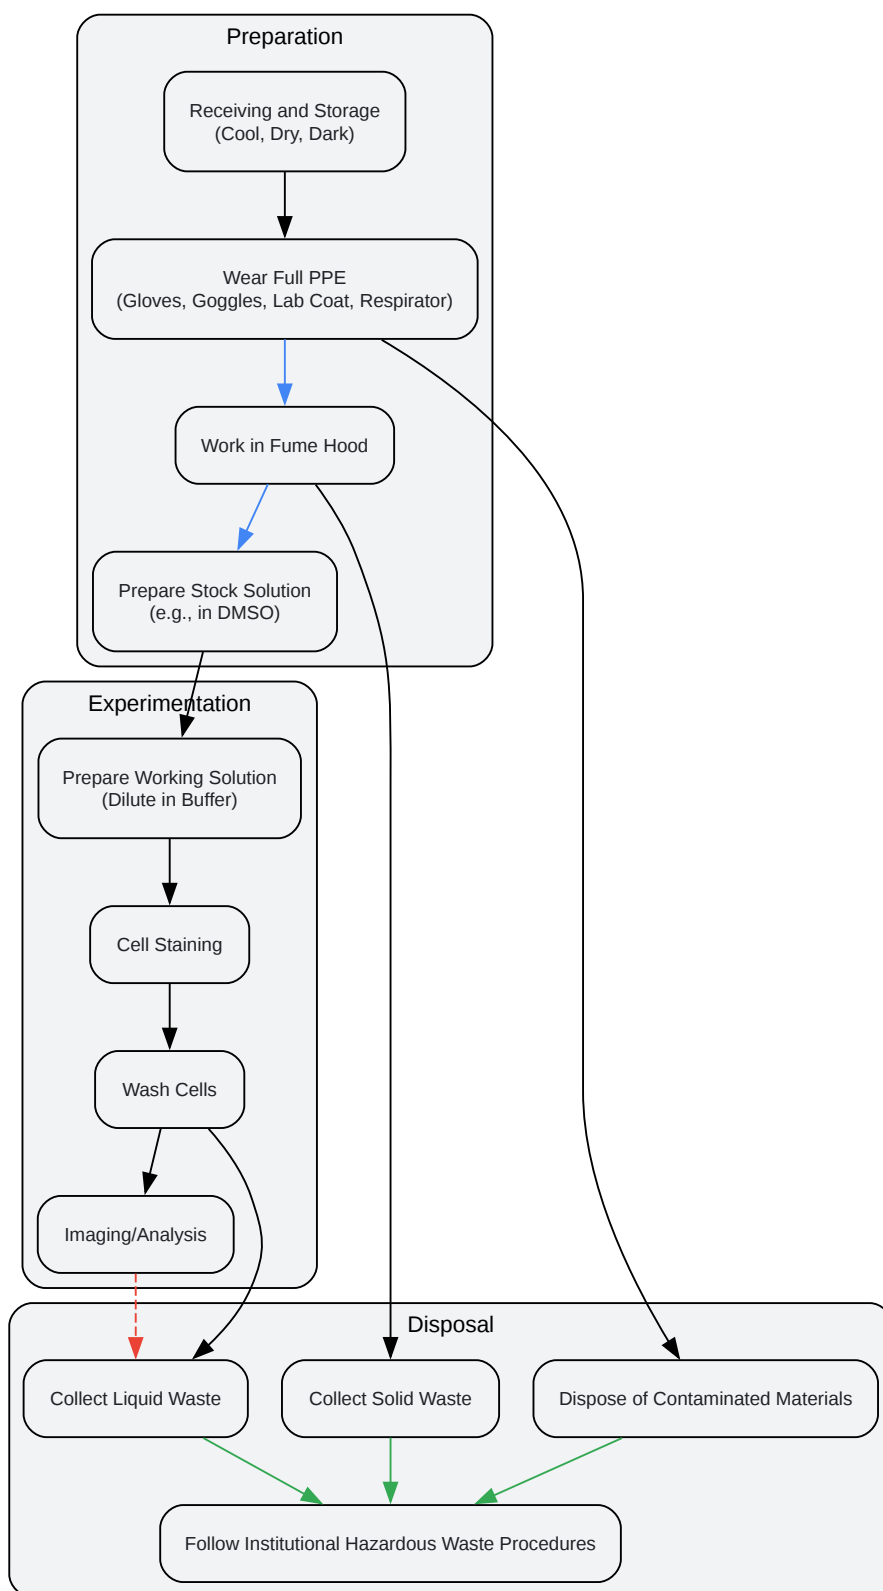 Preparation
Receiving and Storage
(Cool, Dry, Dark)
Wear Full PPE
(Gloves, Goggles, Lab Coat, Respirator)
Work in Fume Hood
Prepare Stock Solution
(e.g., in DMSO)
Experimentation
Prepare Working Solution
(Dilute in Buffer)
Cell Staining
Wash Cells
Imaging/Analysis
Disposal
Collect Liquid Waste
Collect Solid Waste
Dispose of Contaminated Materials
Follow Institutional Hazardous Waste Procedures